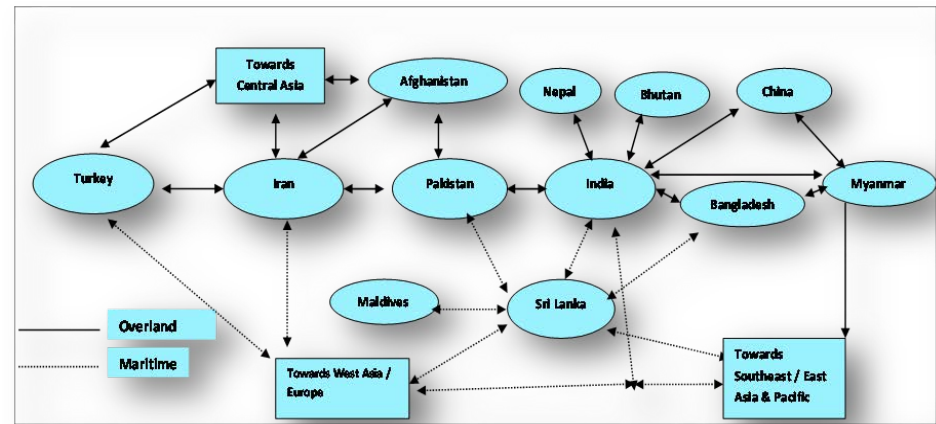 Towards
Central Asia
Afghanistan
Nepal
Bhutan
China
Turkey
Iran
Pakistan
India
Bangladesh
Myanmar
Maldives
Sri Lanka
Overland
Maritime
Towards West Asia /
Europe
Towards
Southeast / East
Asia & Pacific